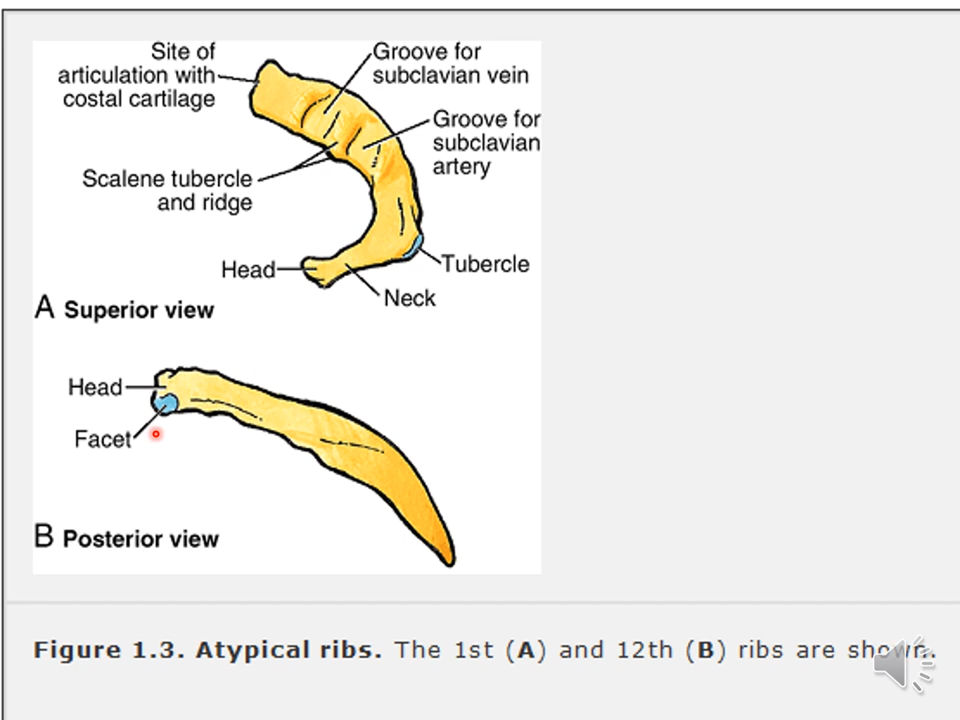 Site of
articulation with
costal cartilage
Groove for
subclavian vein
Groove for
subclavian
artery
Scalene tubercle
and ridge
Head
Tubercle
Neck
A Superior view
Head
Facet
B Posterior view
Figure 1.3. Atypical ribs. The 1st (A) and 12th (B) ribs are shown.